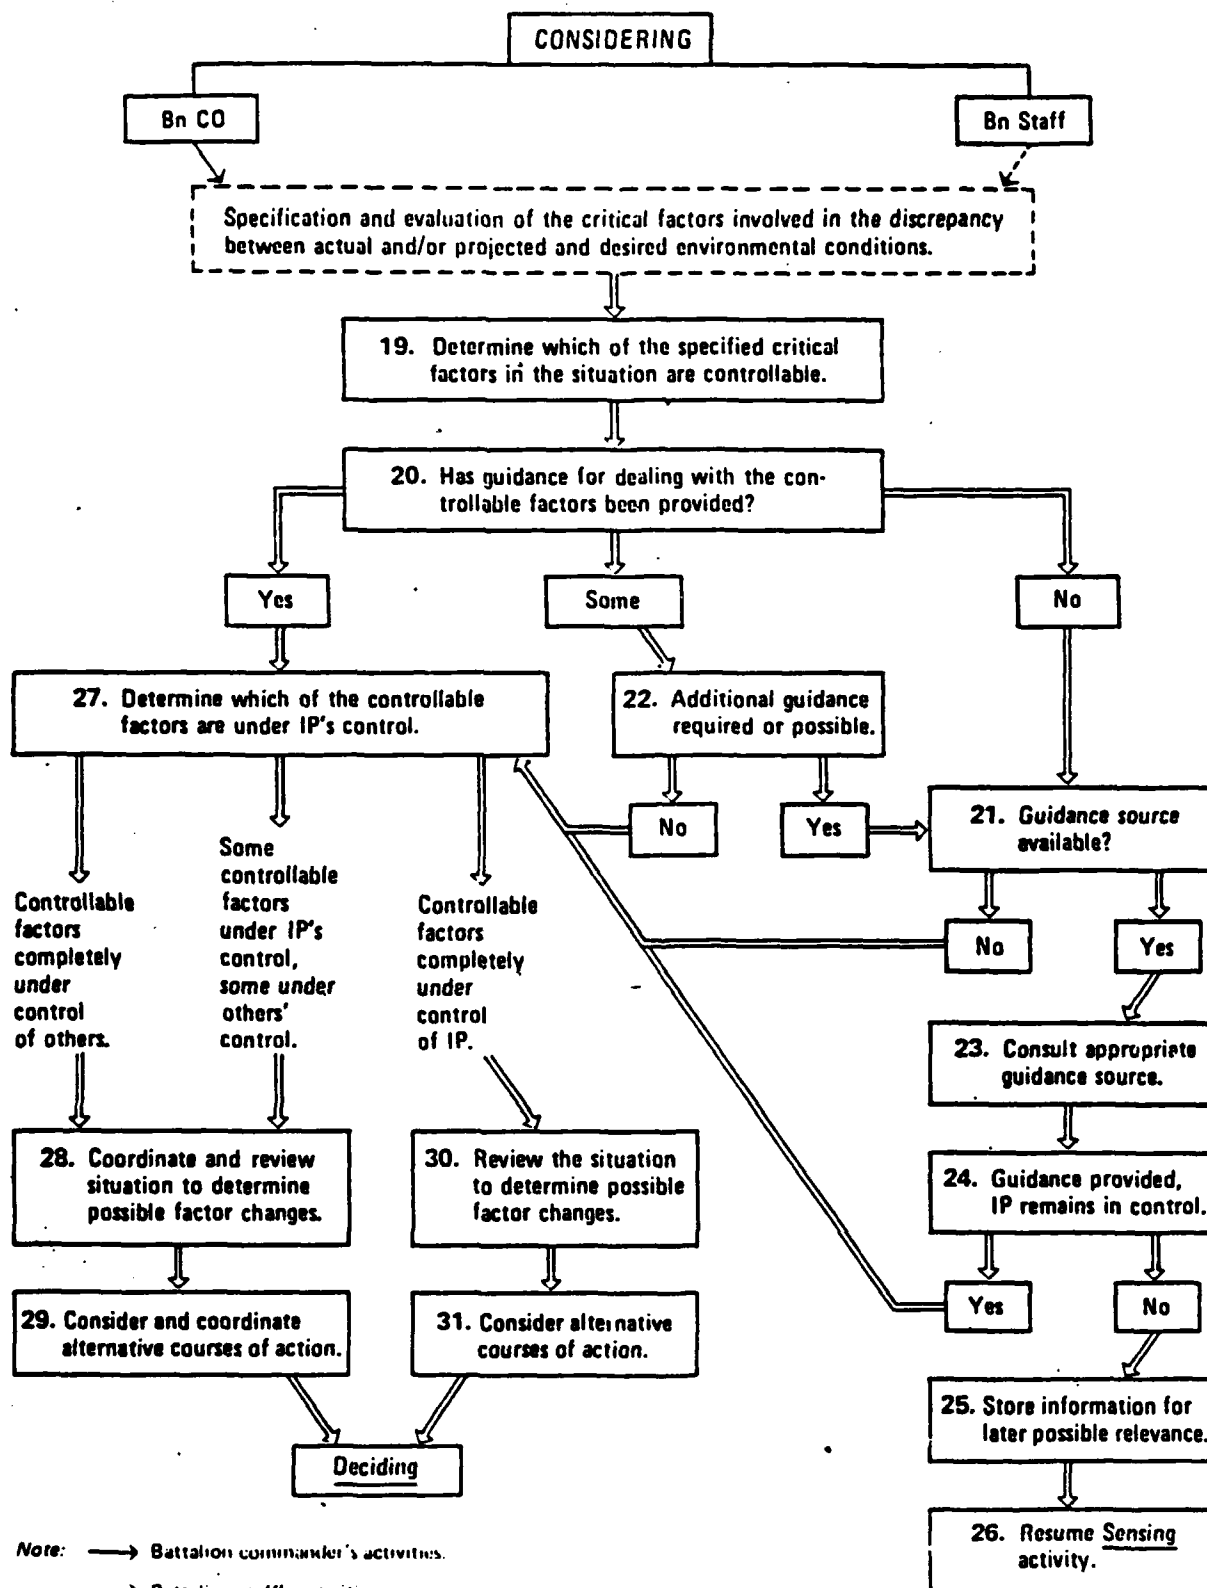 CONSIDERING
Bn CO
Bn Staff
Specification and evaluation of the critical factors involved in the discrepancy
between actual and/or projected and desired environmental conditions.
19. Determine which of the specified critical
factors in the situation are controllable.
20. Has guidance for dealing with the con-
trollable factors been provided?
Yes
Some
No
27. Determine which of the controllable
factors are under IP's control.
22. Additional guidance
required or possible.
No
Yes
21. Guidance source
available?
No
Yes
Controllable
factors
completely
under
control
of others.
Some
controllable
factors
under IP's
control,
some under
others'
control.
Controllable
factors
completely
under
control
of IP.
23. Consult appropriate
guidance source.
28. Coordinate and review
situation to determine
possible factor changes.
30. Review the situation
to determine possible
factor changes.
24. Guidance provided,
IP remains in control.
Yes
No
29. Consider and coordinate
alternative courses of action.
31. Consider alternative
courses of action.
25. Store information for
later possible relevance.
Deciding
26. Resume Sensing
activity.
Note: Battalion commander's activities.